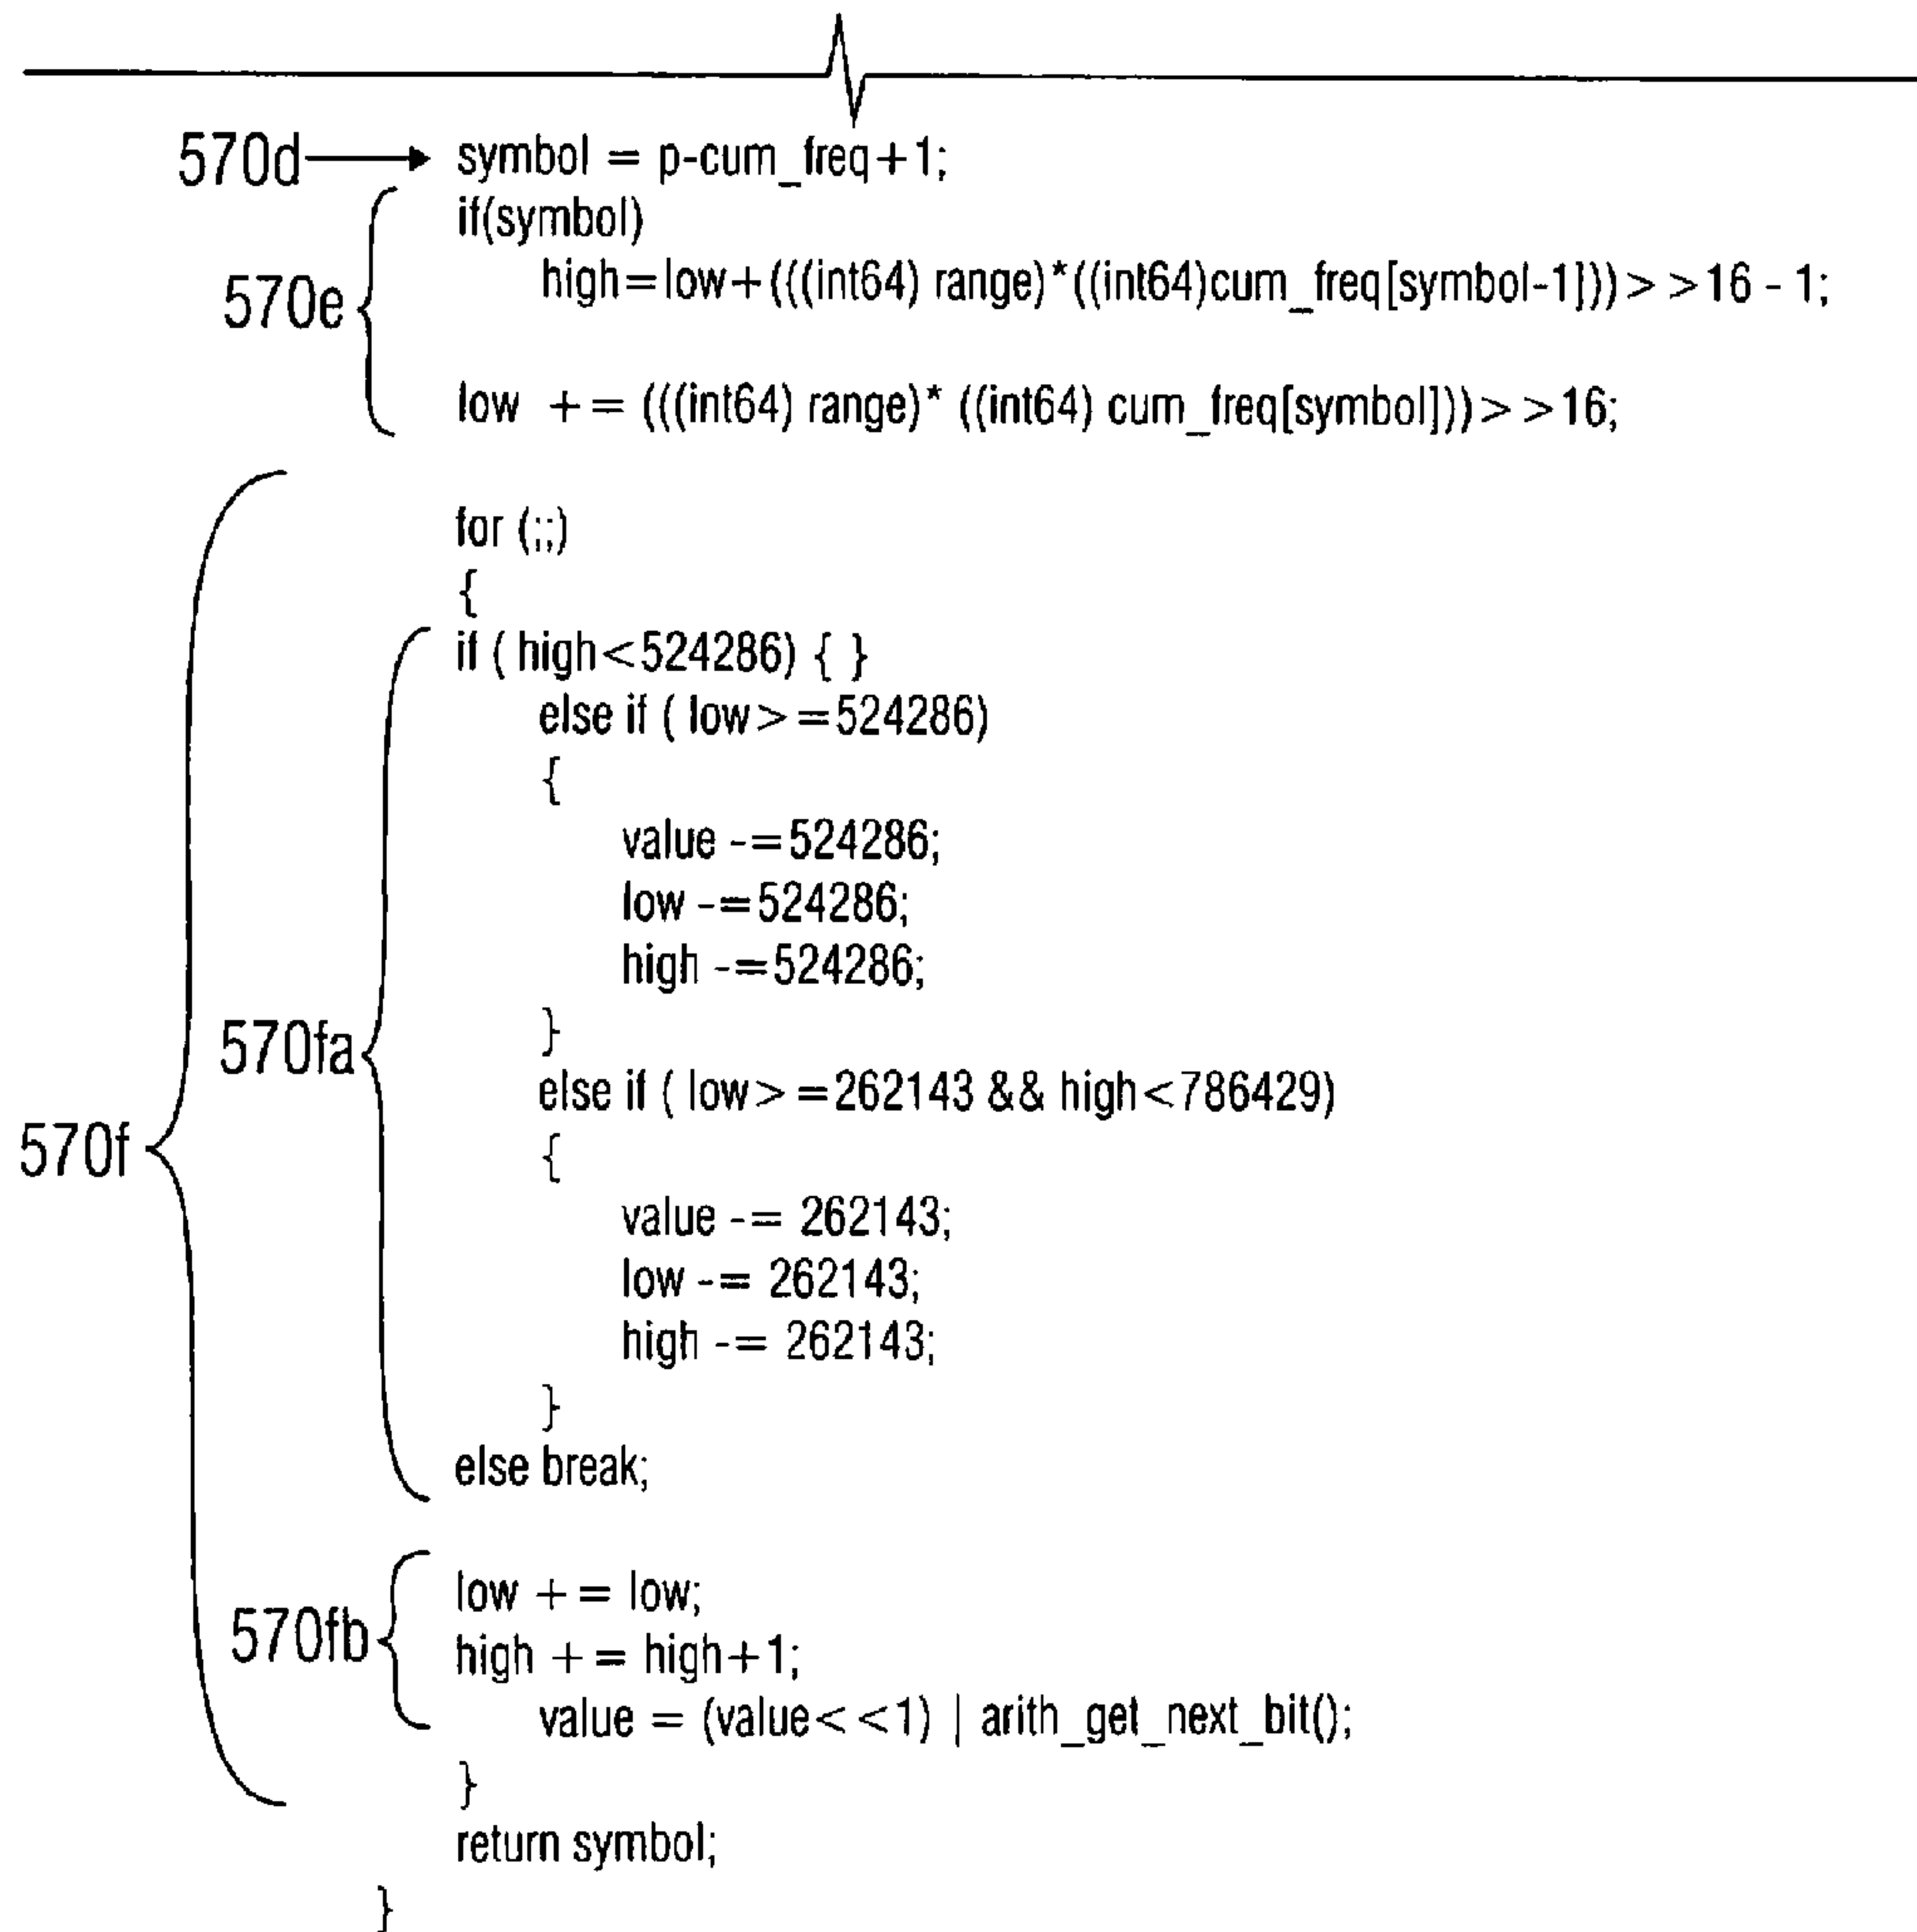 570d symbol = p-cum_freq+1;
if(symbol)
570e high=low+(((int64) range)*((int64)cum_freq[symbol-1]))> >16 - 1;
low += (((int64) range)* ((int64) cum_freq[symbol]))> >16;
for (;;)
{
if ( high<524286) { }
else if ( low> =524286)
{
value -=524286;
low -=524286;
high -=524286;
}
570fa
else if ( low> =262143 && high<786429)
570f {
value -= 262143;
low -= 262143;
high -= 262143;
}
else break;
low + = low;
570fb high + = high+1;
value = (value< <1) | arith_get_next_bit();
}
return symbol;
}